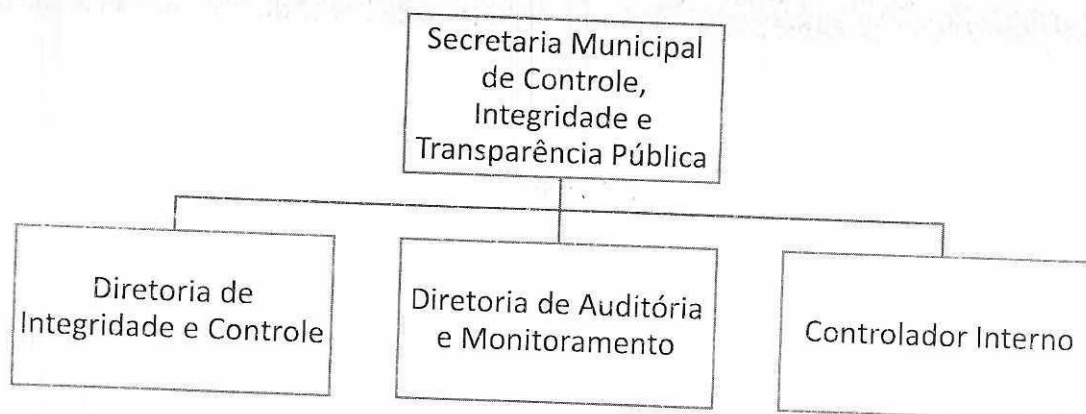 Secretaria Municipal
de Controle,
Integridade e
Transparência Pública
Diretoria de
Integridade e Controle
Diretoria de Auditória
e Monitoramento
Controlador Interno